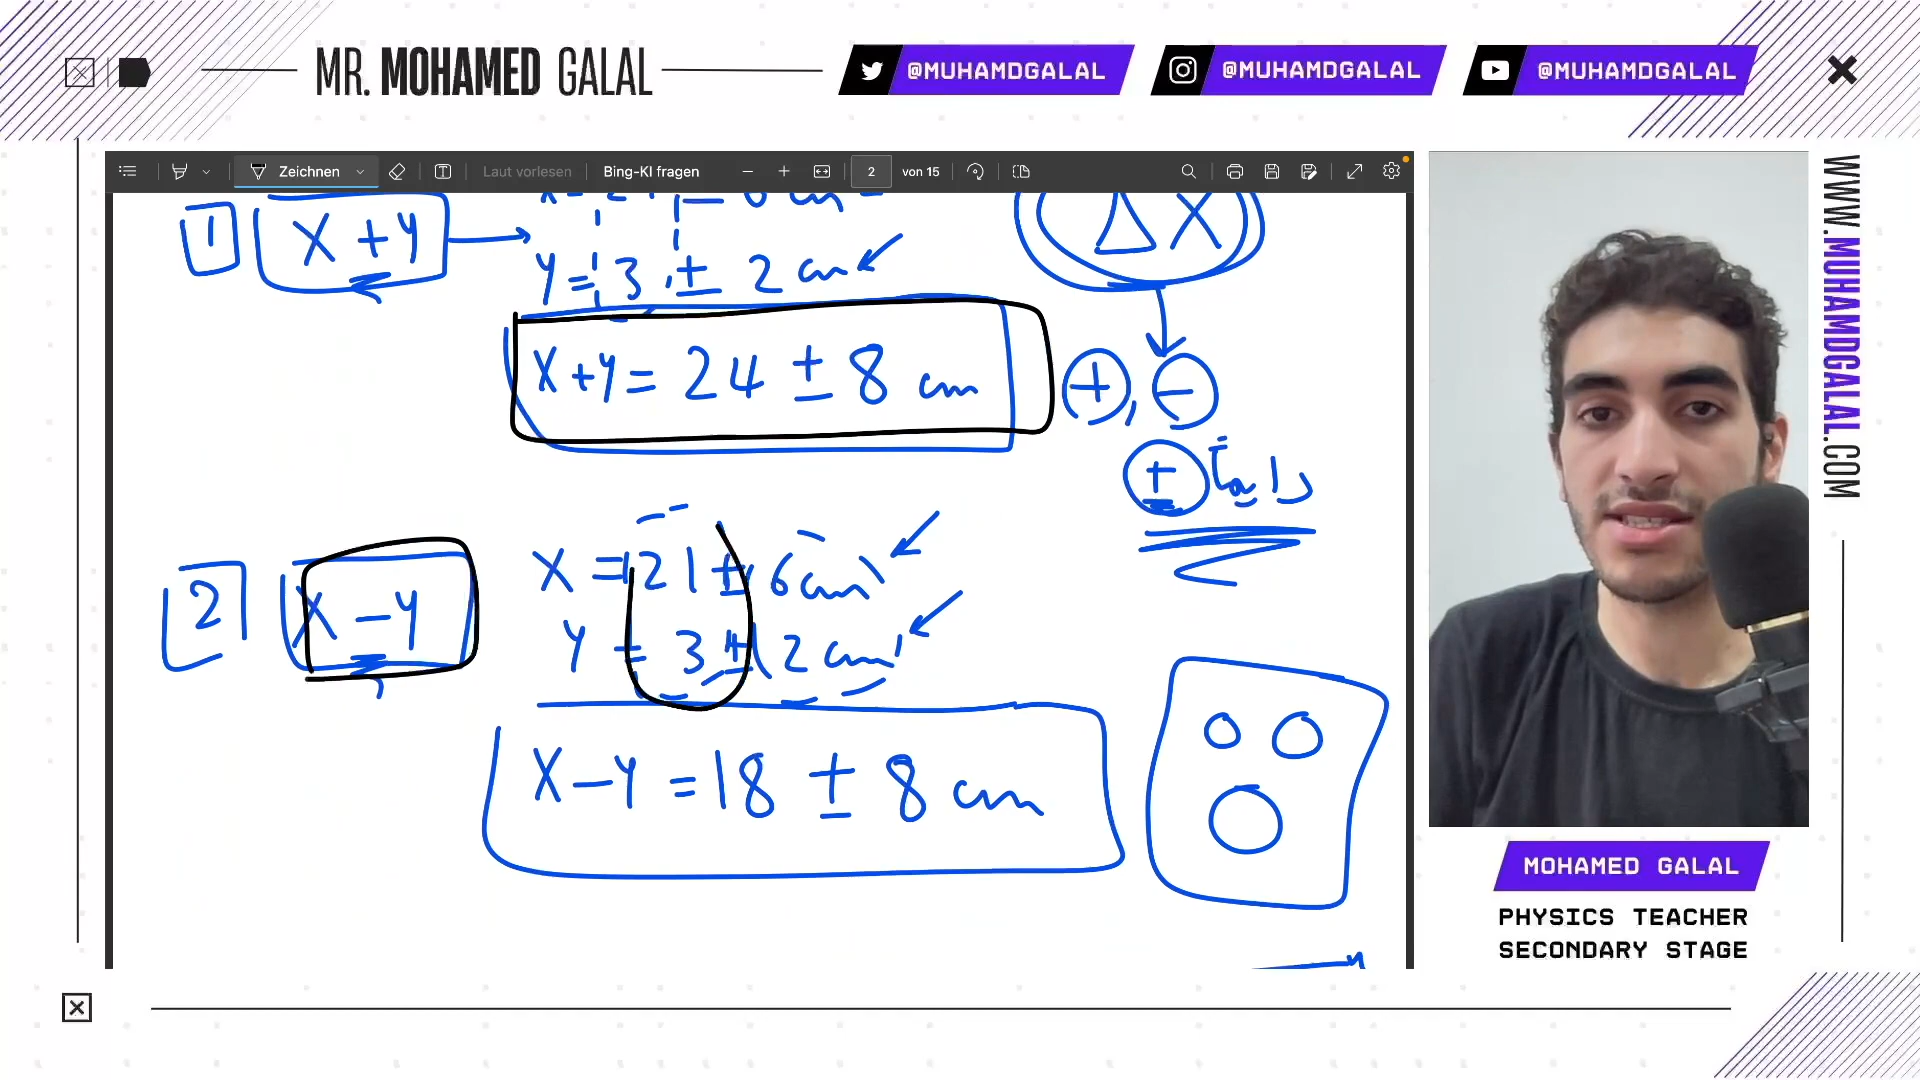 MR. MOHAMED GALAL
@MUHAMDGALAL
@MUHAMDGALAL
@MUHAMDGALAL
Zeichnen
Laut vorlesen
Bing-KI fragen
2
von 15
1
X + Y
Y = 3 ± 2 cm
X + Y = 24 ± 8 cm
Δ X
+ , -
±
2
X - Y
X = 21 ± 6 cm
Y = 3 ± 2 cm
X - Y = 18 ± 8 cm
WWW.MUHAMDGALAL.COM
MOHAMED GALAL
PHYSICS TEACHER
SECONDARY STAGE